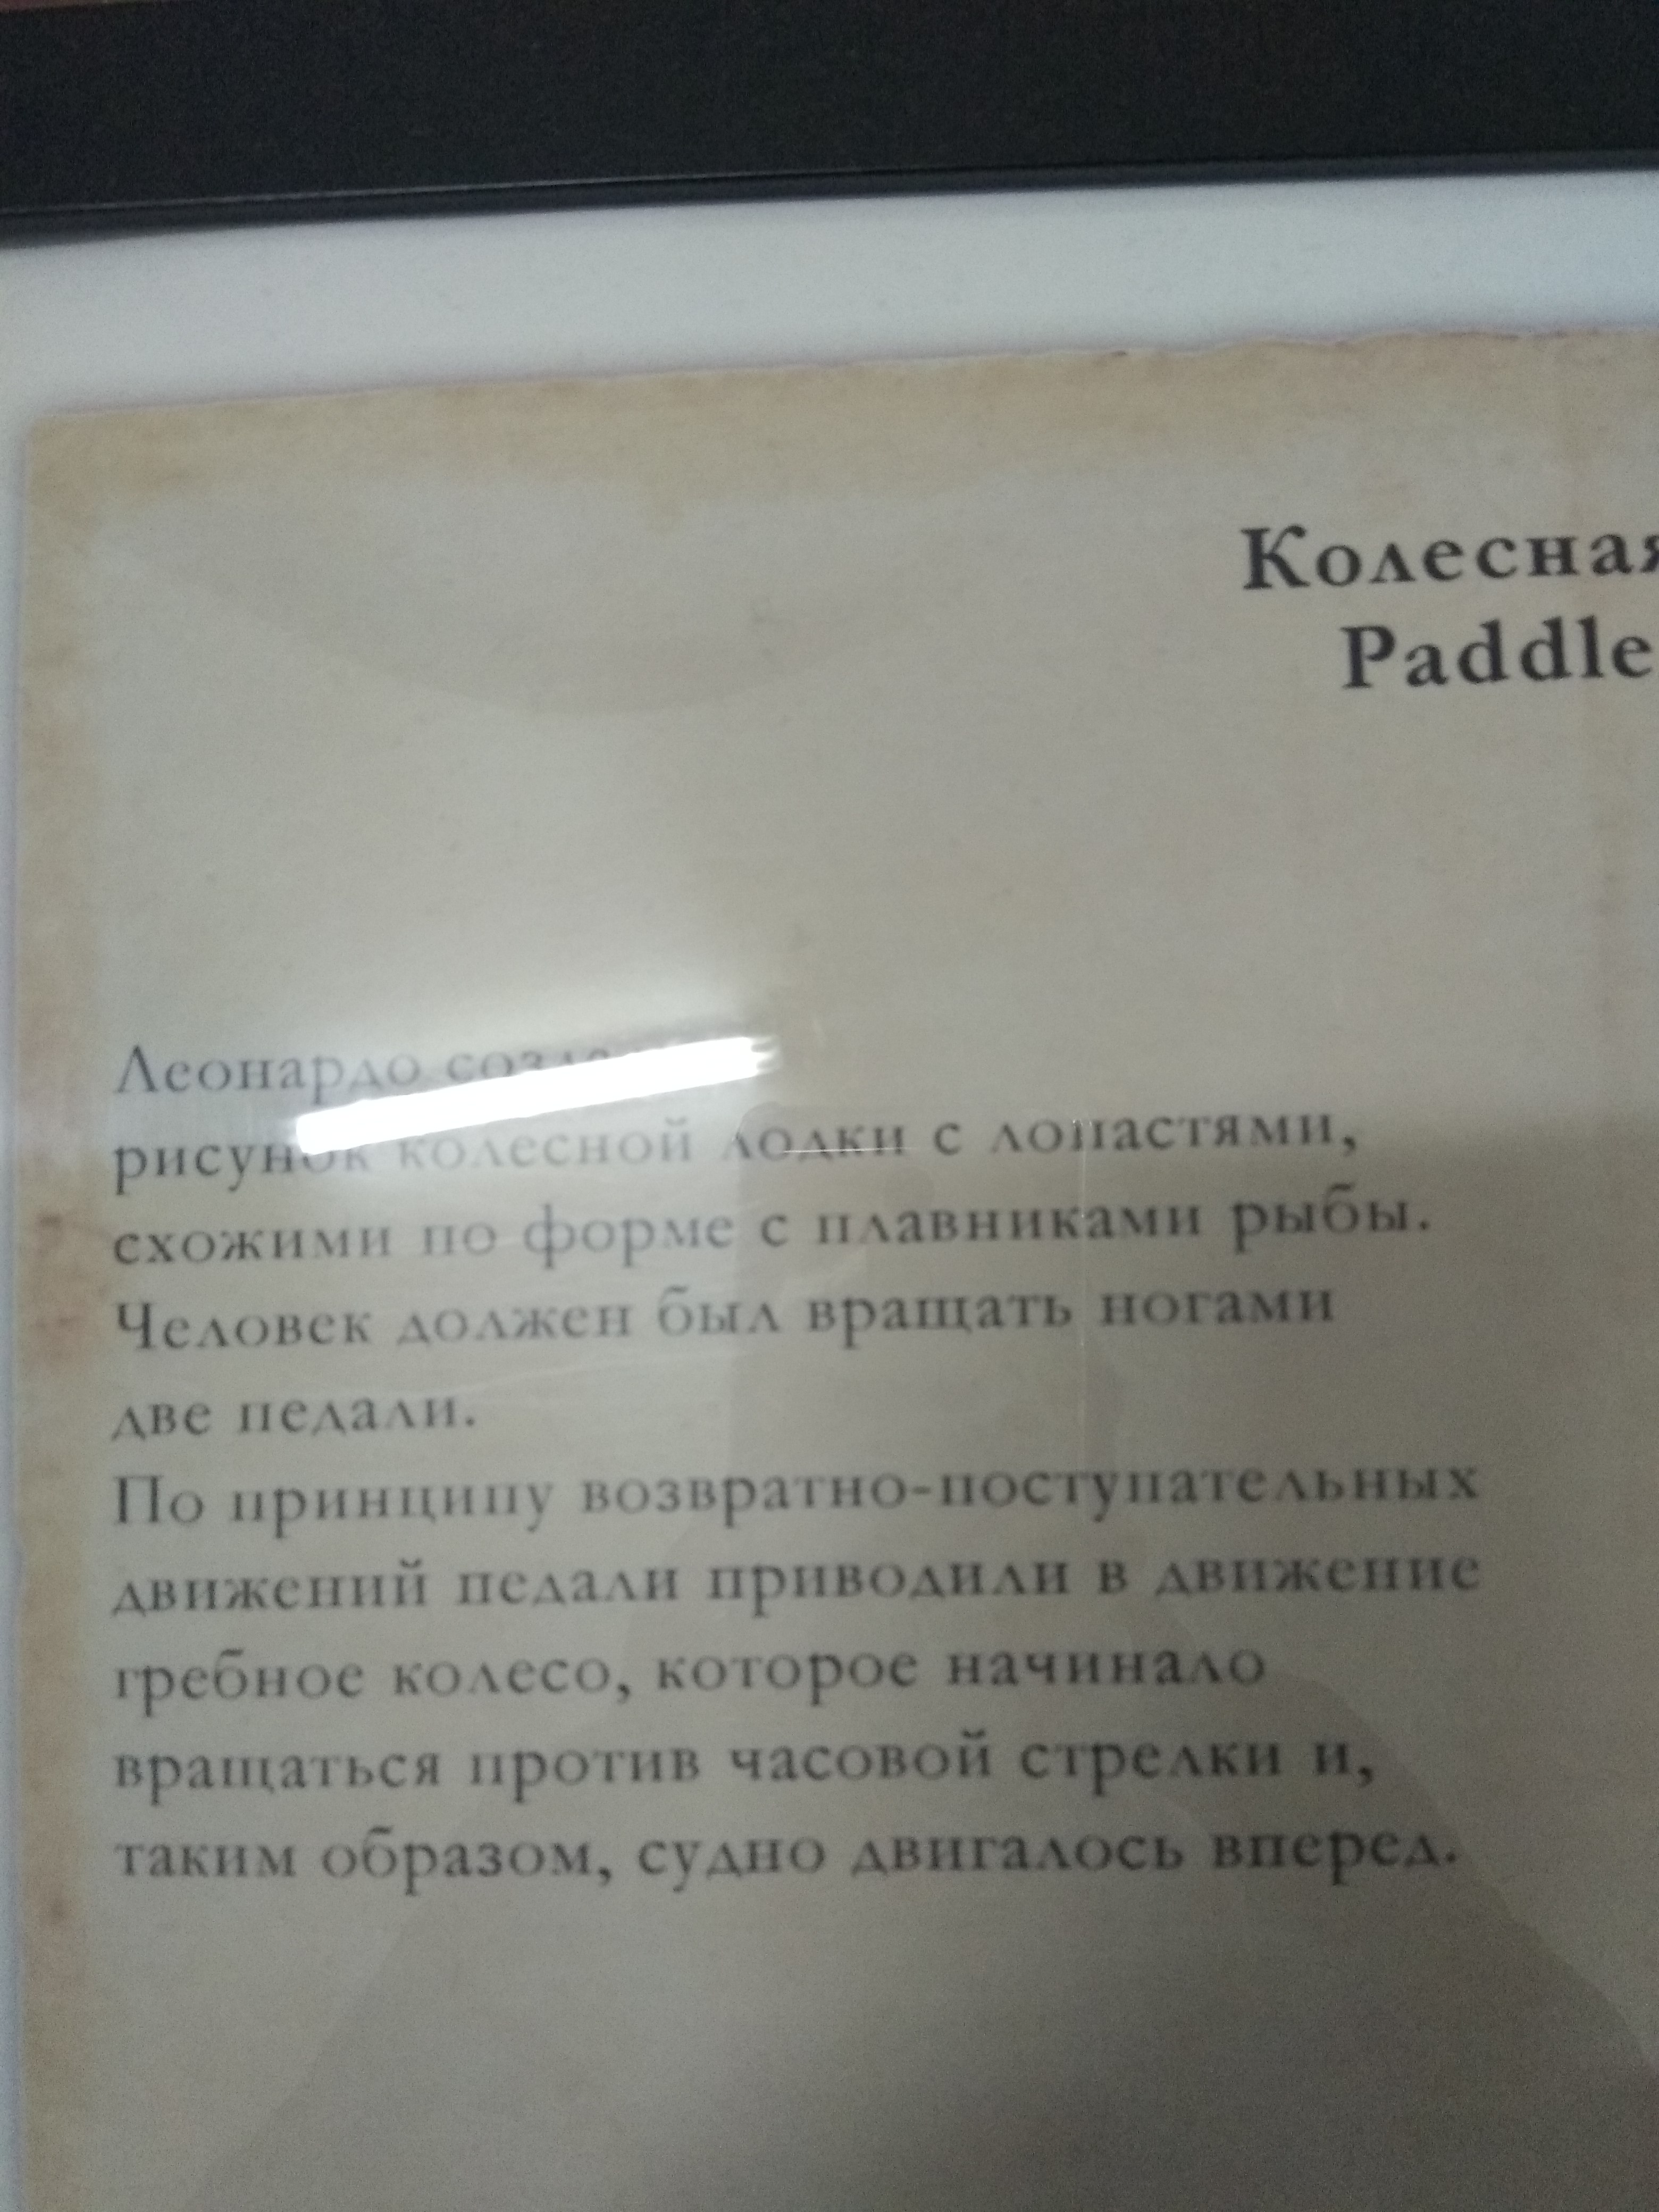 Колесная
Paddle
Леонардо
рисунок колесной лодки с лопастями,
схожими по форме с плавниками рыбы.
Человек должен был вращать ногами
две педали.
По принципу возвратно-поступательных
движений педали приводили в движение
гребное колесо, которое начинало
вращаться против часовой стрелки и,
таким образом, судно двигалось вперед.